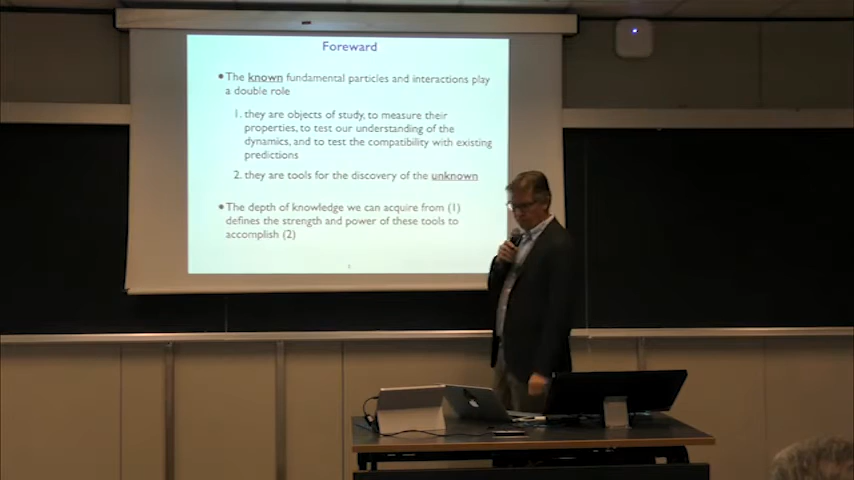 Foreward
• The known fundamental particles and interactions play
a double role
1. they are objects of study, to measure their
properties, to test our understanding of the
dynamics, and to test the compatibility with existing
predictions
2. they are tools for the discovery of the unknown
• The depth of knowledge we can acquire from (1)
defines the strength and power of these tools to
accomplish (2)